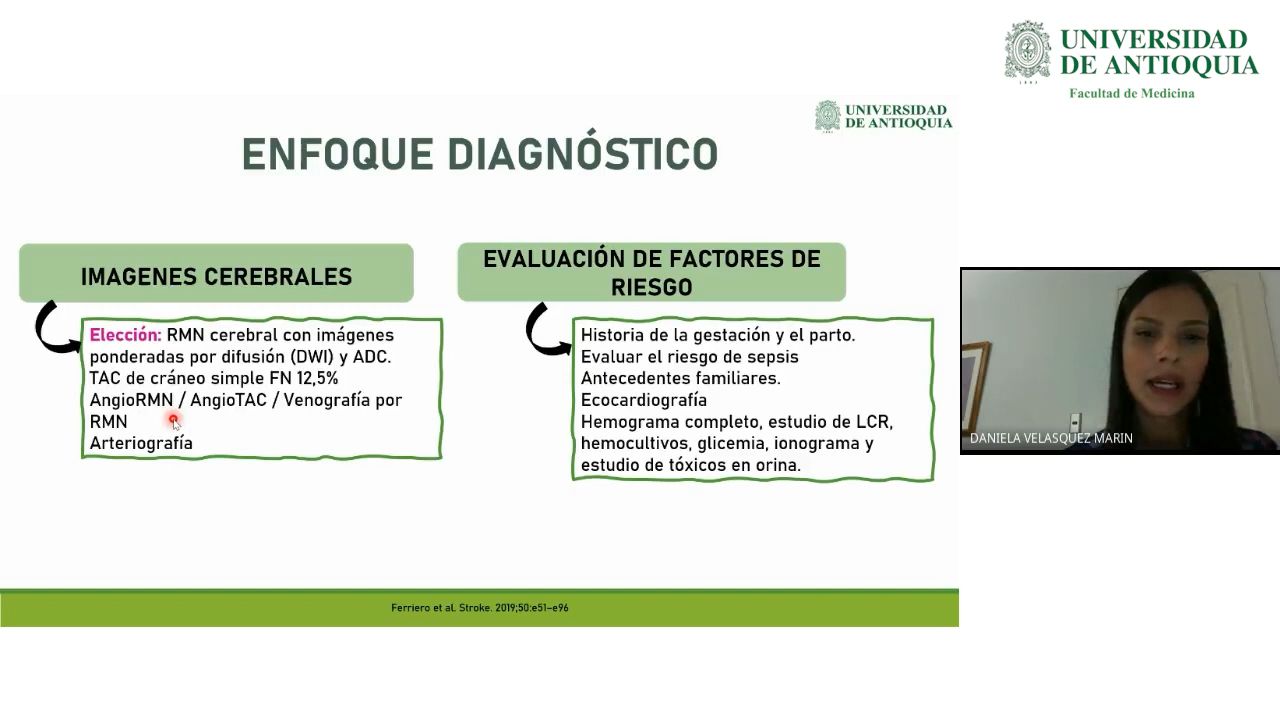 UNIVERSIDAD
DE ANTIOQUIA
1803
Facultad de Medicina
UNIVERSIDAD
DE ANTIOQUIA
ENFOQUE DIAGNÓSTICO
IMAGENES CEREBRALES
Elección: RMN cerebral con imágenes
ponderadas por difusión (DWI) y ADC.
TAC de cráneo simple FN 12,5%
AngioRMN / AngioTAC / Venografía por
RMN
Arteriografía
EVALUACIÓN DE FACTORES DE
RIESGO
Historia de la gestación y el parto.
Evaluar el riesgo de sepsis
Antecedentes familiares.
Ecocardiografía
Hemograma completo, estudio de LCR,
hemocultivos, glicemia, ionograma y
estudio de tóxicos en orina.
DANIELA VELASQUEZ MARIN
Ferriero et al. Stroke. 2019;50:e51–e96